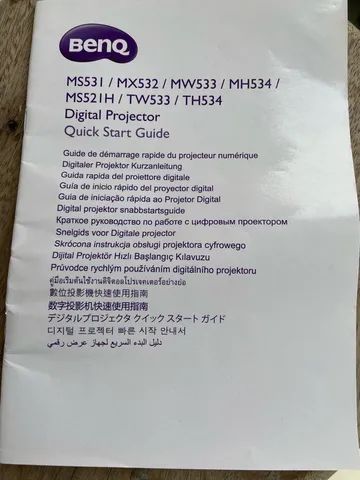 BenQ
MS531 / MX532 / MW533 / MH534 /
MS521H / TW533 / TH534
Digital Projector
Quick Start Guide
Guide de démarrage rapide du projecteur numérique
Digitaler Projektor Kurzanleitung
Guida rapida del proiettore digitale
Guía de inicio rápido del proyector digital
Guia de iniciação rápida ao Projetor Digital
Digital projektor snabbstartsguide
Краткое руководство по работе с цифровым проектором
Snelgids voor Digitale projector
Skrócona instrukcja obsługi projektora cyfrowego
Dijital Projektör Hızlı Başlangıç Kılavuzu
Průvodce rychlým používáním digitálního projektoru
คู่มือเริ่มต้นใช้งานดิจิตอลโปรเจคเตอร์อย่างย่อ
數位投影機快速使用指南
数字投影机快速使用指南
デジタルプロジェクタ クイック スタート ガイド
디지털 프로젝터 빠른 시작 안내서
دليل البدء السريع لجهاز عرض رقمي